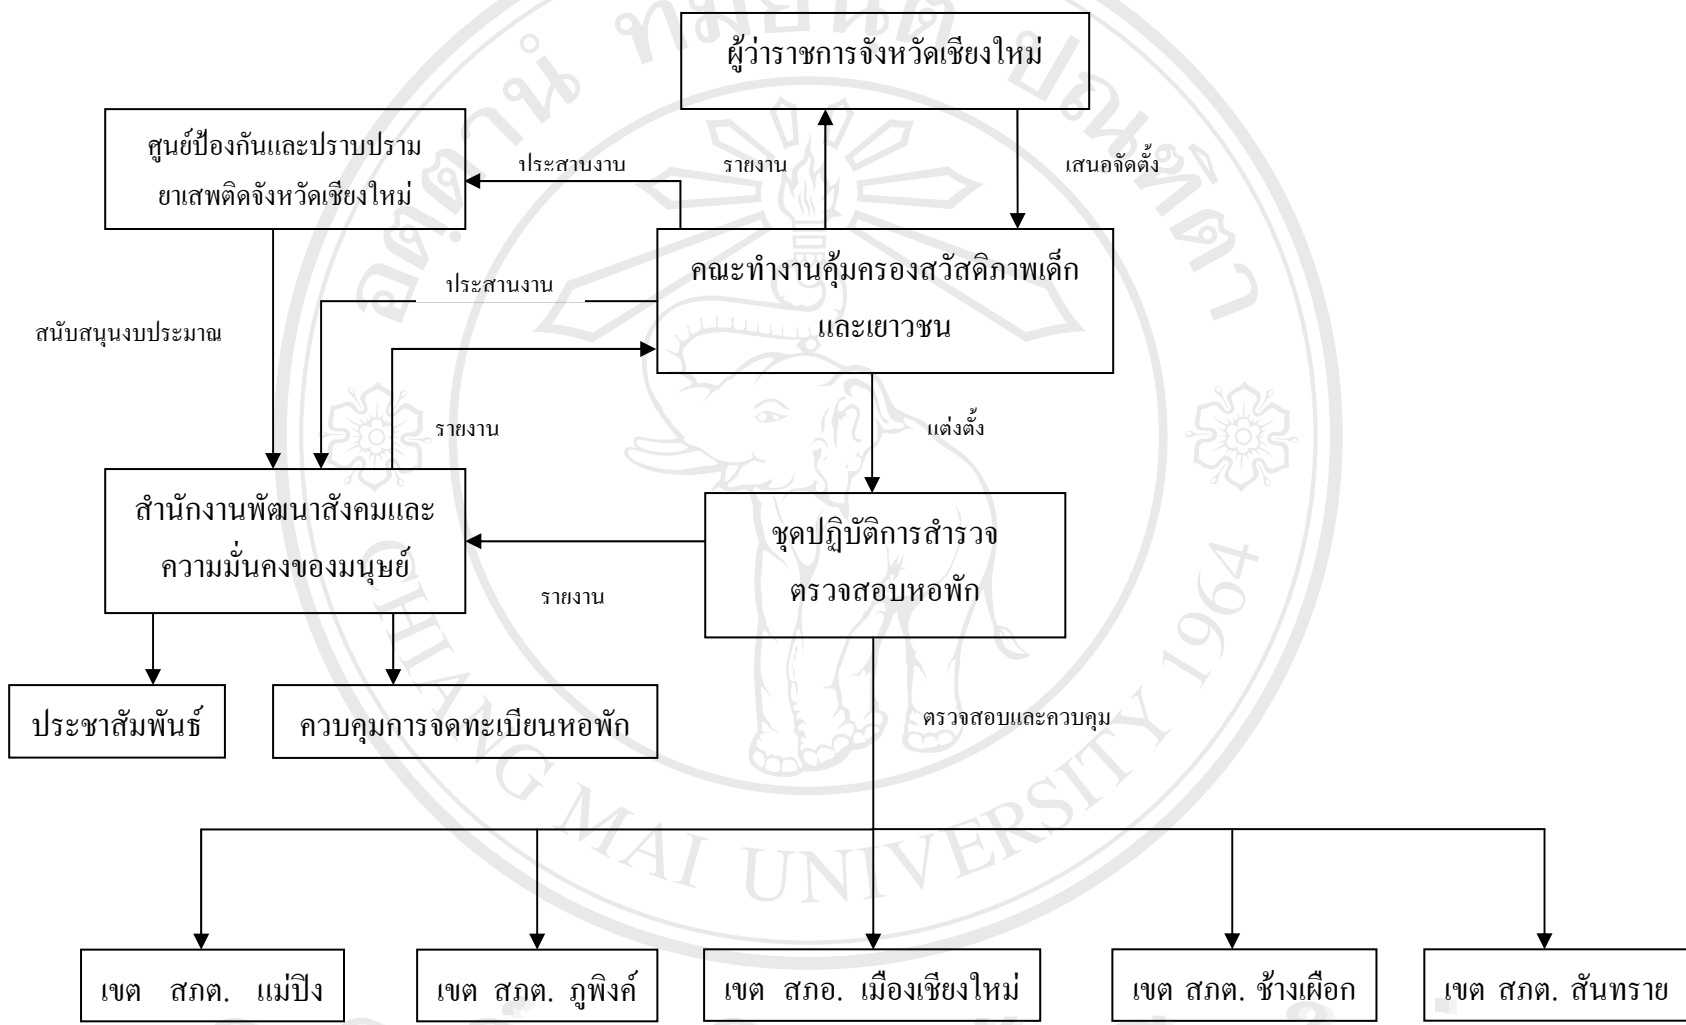 ผู้ว่าราชการจังหวัดเชียงใหม่
ศูนย์ป้องกันและปราบปราม
ยาเสพติดจังหวัดเชียงใหม่
ประสานงาน
รายงาน
เสนอจัดตั้ง
คณะทำงานคุ้มครองสวัสดิภาพเด็ก
และเยาวชน
ประสานงาน
สนับสนุนงบประมาณ
รายงาน
แต่งตั้ง
สำนักงานพัฒนาสังคมและ
ความมั่นคงของมนุษย์
ชุดปฏิบัติการสำรวจ
ตรวจสอบหอพัก
รายงาน
ประชาสัมพันธ์
ควบคุมการจดทะเบียนหอพัก
ตรวจสอบและควบคุม
เขต สภต. แม่ปิง
เขต สภต. ภูพิงค์
เขต สภอ. เมืองเชียงใหม่
เขต สภต. ช้างเผือก
เขต สภต. สันทราย
CHIANG MAI UNIVERSITY 1964